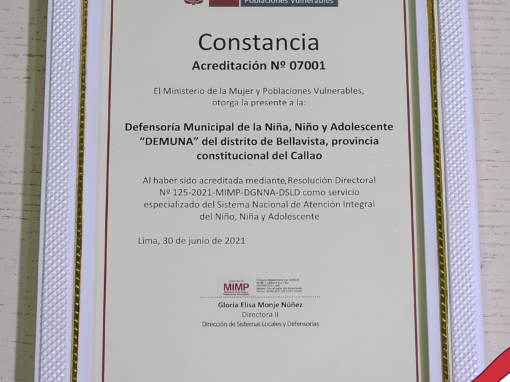 Poblaciones Vulnerables
Constancia
Acreditación Nº 07001
El Ministerio de la Mujer y Poblaciones Vulnerables,
otorga la presente a la:
Defensoría Municipal de la Niña, Niño y Adolescente
“DEMUNA” del distrito de Bellavista, provincia
constitucional del Callao
Al haber sido acreditada mediante,Resolución Directoral
Nº 125-2021-MIMP-DGNNA-DSLD como servicio
especializado del Sistema Nacional de Atención Integral
del Niño, Niña y Adolescente
Lima, 30 de junio de 2021
MIMP
Gloria Elisa Monje Núñez
Directora II
Dirección de Sistemas Locales y Defensorías